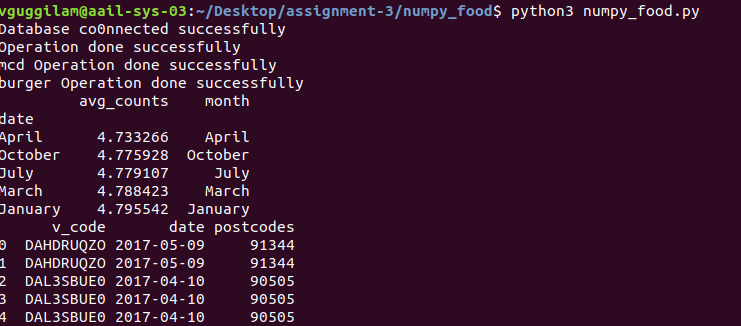 vguggilam@aail-sys-03:~/Desktop/assignment-3/numpy_food$ python3 numpy_food.py
Database co0nnected successfully
Operation done successfully
mcd Operation done successfully
burger Operation done successfully
avg_counts month
date
April 4.733266 April
October 4.775928 October
July 4.779107 July
March 4.788423 March
January 4.795542 January
v_code date postcodes
0 DAHDRUQZO 2017-05-09 91344
1 DAHDRUQZO 2017-05-09 91344
2 DAL3SBUE0 2017-04-10 90505
3 DAL3SBUE0 2017-04-10 90505
4 DAL3SBUE0 2017-04-10 90505